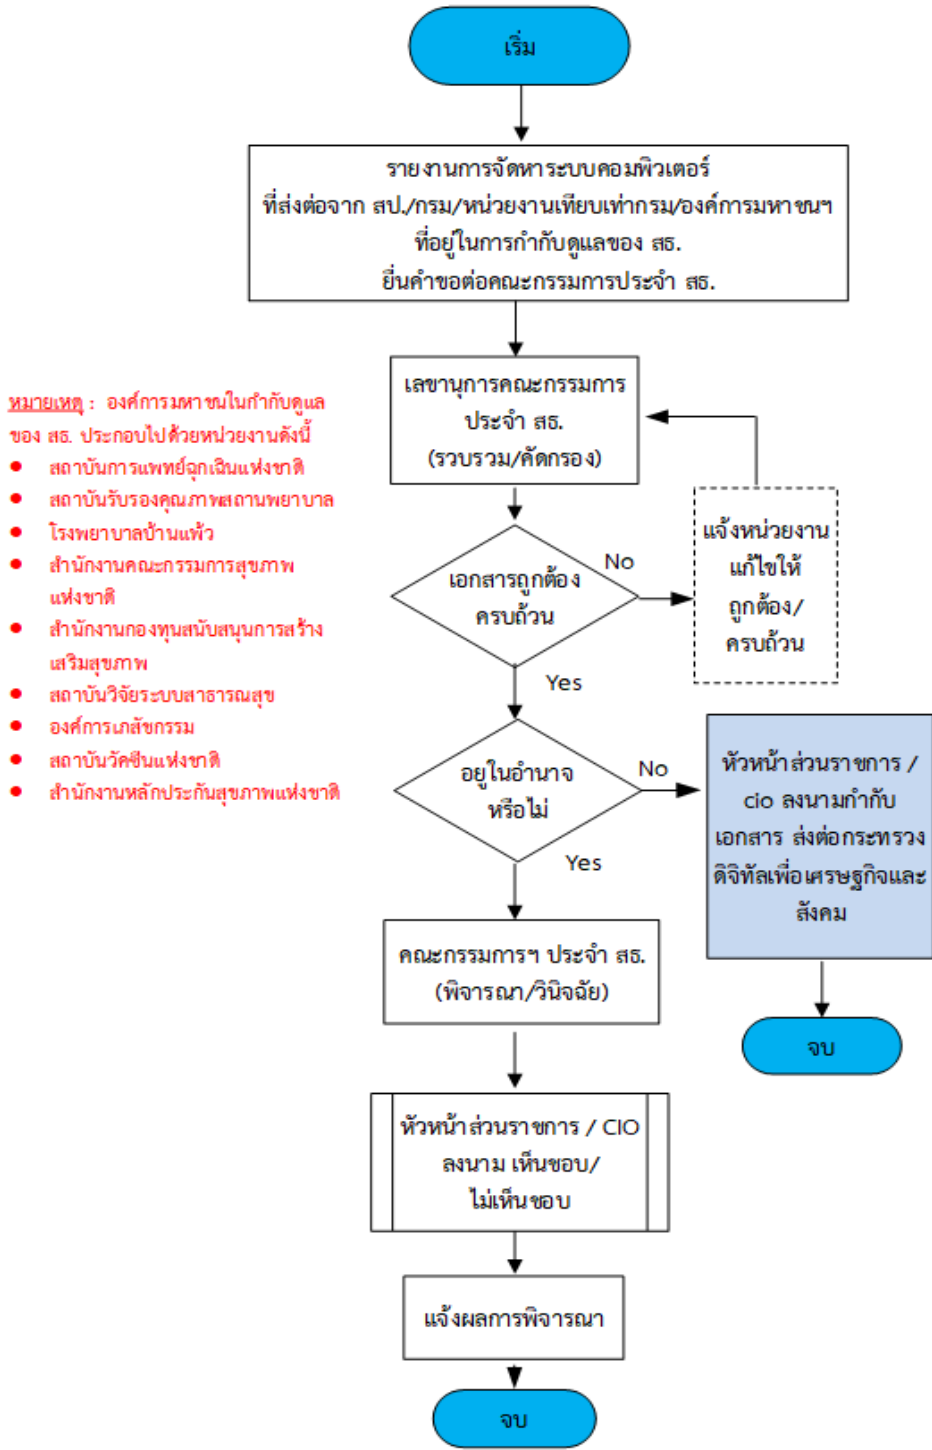 เริ่ม
รายงานการจัดหาระบบคอมพิวเตอร์
ที่ส่งต่อจาก สป./กรม/หน่วยงานเทียบเท่ากรม/องค์การมหาชนฯ
ที่อยู่ในการกำกับดูแลของ สธ.
ยื่นคำขอต่อคณะกรรมการประจำ สธ.
เลขานุการคณะกรรมการ
ประจำ สธ.
(รวบรวม/คัดกรอง)
หมายเหตุ : องค์การมหาชนในกำกับดูแล
ของ สธ. ประกอบไปด้วยหน่วยงานดังนี้
● สถาบันการแพทย์ฉุกเฉินแห่งชาติ
● สถาบันรับรองคุณภาพสถานพยาบาล
● โรงพยาบาลบ้านแพ้ว
● สำนักงานคณะกรรมการสุขภาพ
แห่งชาติ
● สำนักงานกองทุนสนับสนุนการสร้าง
เสริมสุขภาพ
● สถาบันวิจัยระบบสาธารณสุข
● องค์การเภสัชกรรม
● สถาบันวัคซีนแห่งชาติ
● สำนักงานหลักประกันสุขภาพแห่งชาติ
เอกสารถูกต้อง
ครบถ้วน
No
แจ้งหน่วยงาน
แก้ไขให้
ถูกต้อง/
ครบถ้วน
Yes
อยู่ในอำนาจ
หรือไม่
No
หัวหน้าส่วนราชการ /
cio ลงนามกำกับ
เอกสาร ส่งต่อกระทรวง
ดิจิทัลเพื่อเศรษฐกิจและ
สังคม
จบ
Yes
คณะกรรมการฯ ประจำ สธ.
(พิจารณา/วินิจฉัย)
หัวหน้าส่วนราชการ / CIO
ลงนาม เห็นชอบ/
ไม่เห็นชอบ
แจ้งผลการพิจารณา
จบ